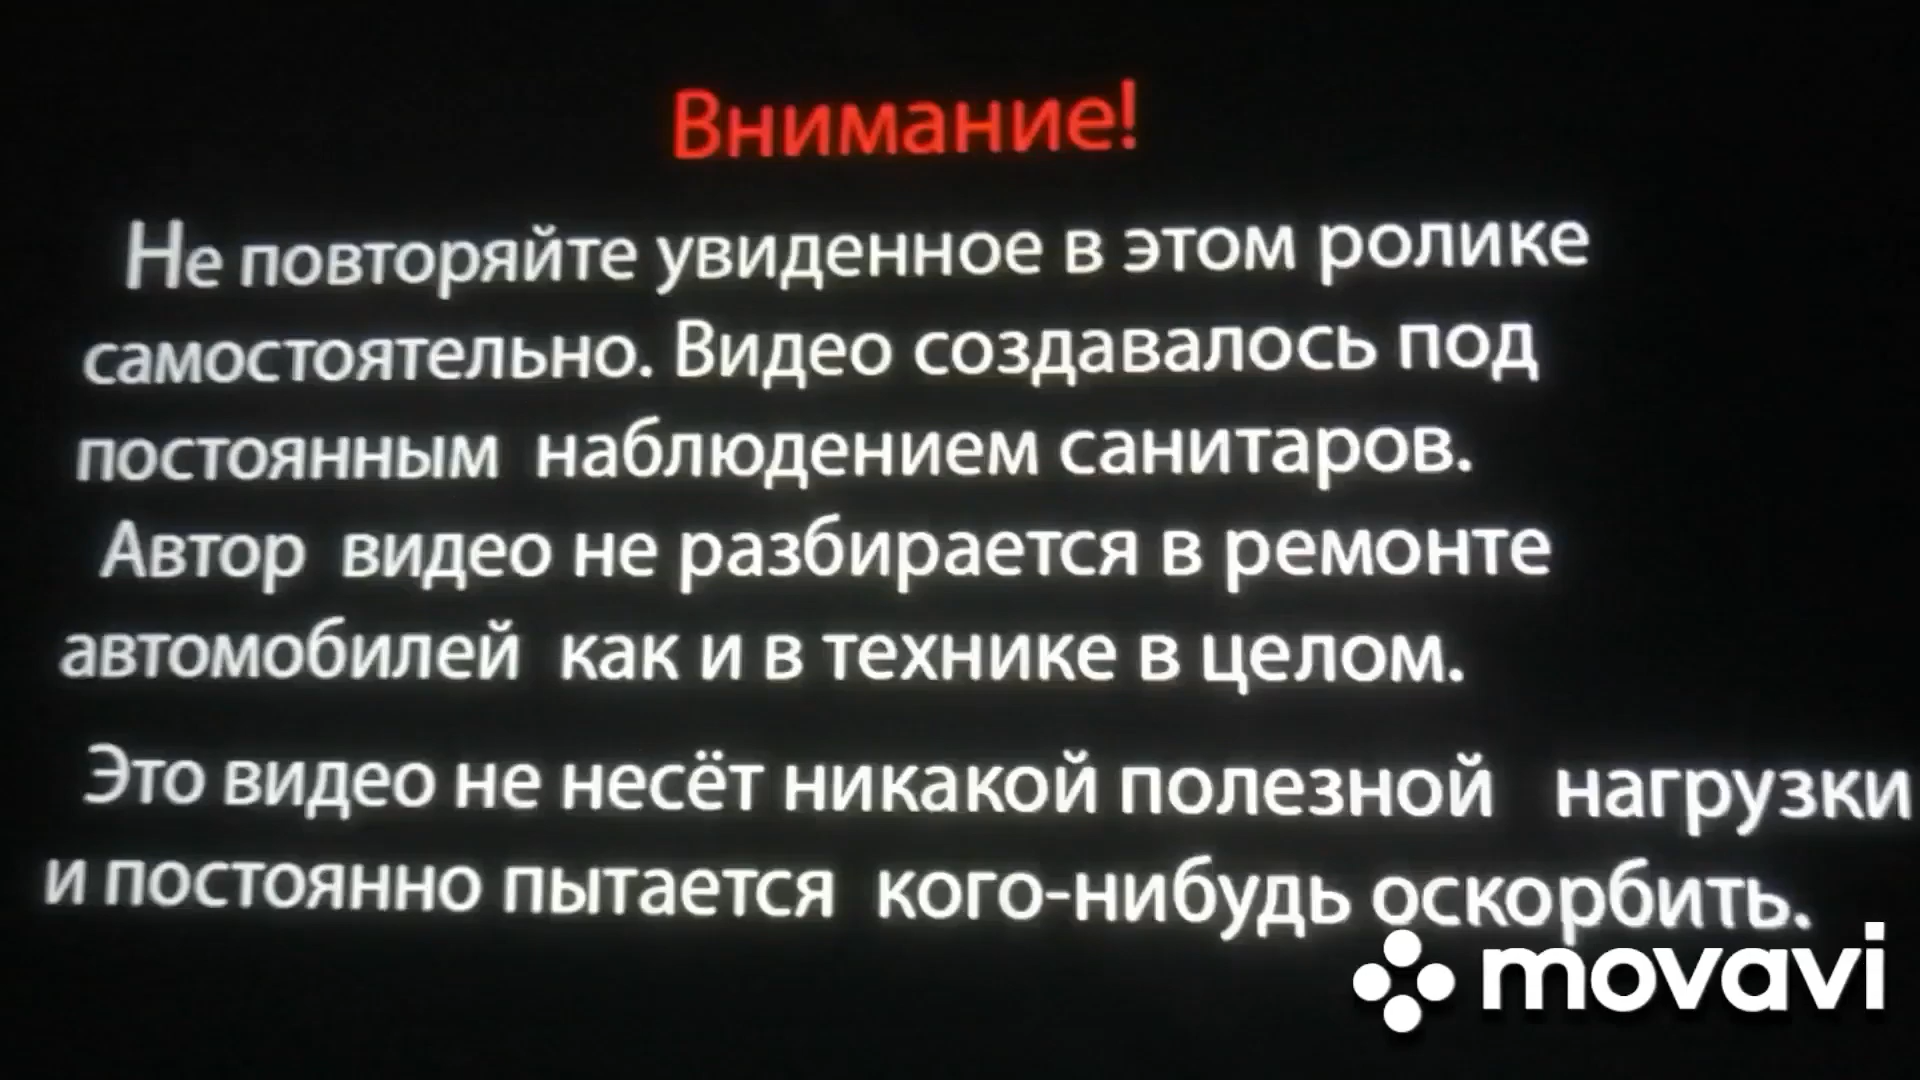 Внимание!
Не повторяйте увиденное в этом ролике
самостоятельно. Видео создавалось под
постоянным наблюдением санитаров.
Автор видео не разбирается в ремонте
автомобилей как и в технике в целом.
Это видео не несёт никакой полезной нагрузки
и постоянно пытается кого-нибудь оскорбить.
movavi